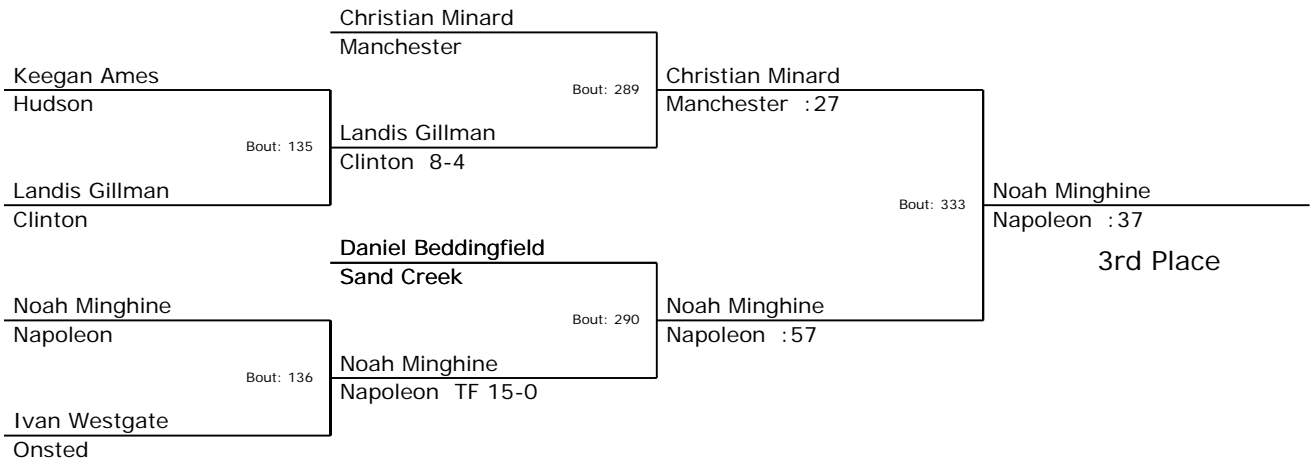 Christian Minard
Manchester
Keegan Ames
Hudson
Bout: 289
Christian Minard
Manchester :27
Bout: 135
Landis Gillman
Clinton 8-4
Landis Gillman
Clinton
Bout: 333
Noah Minghine
Napoleon :37
3rd Place
Daniel Beddingfield
Sand Creek
Noah Minghine
Napoleon
Bout: 290
Noah Minghine
Napoleon :57
Bout: 136
Noah Minghine
Napoleon TF 15-0
Ivan Westgate
Onsted